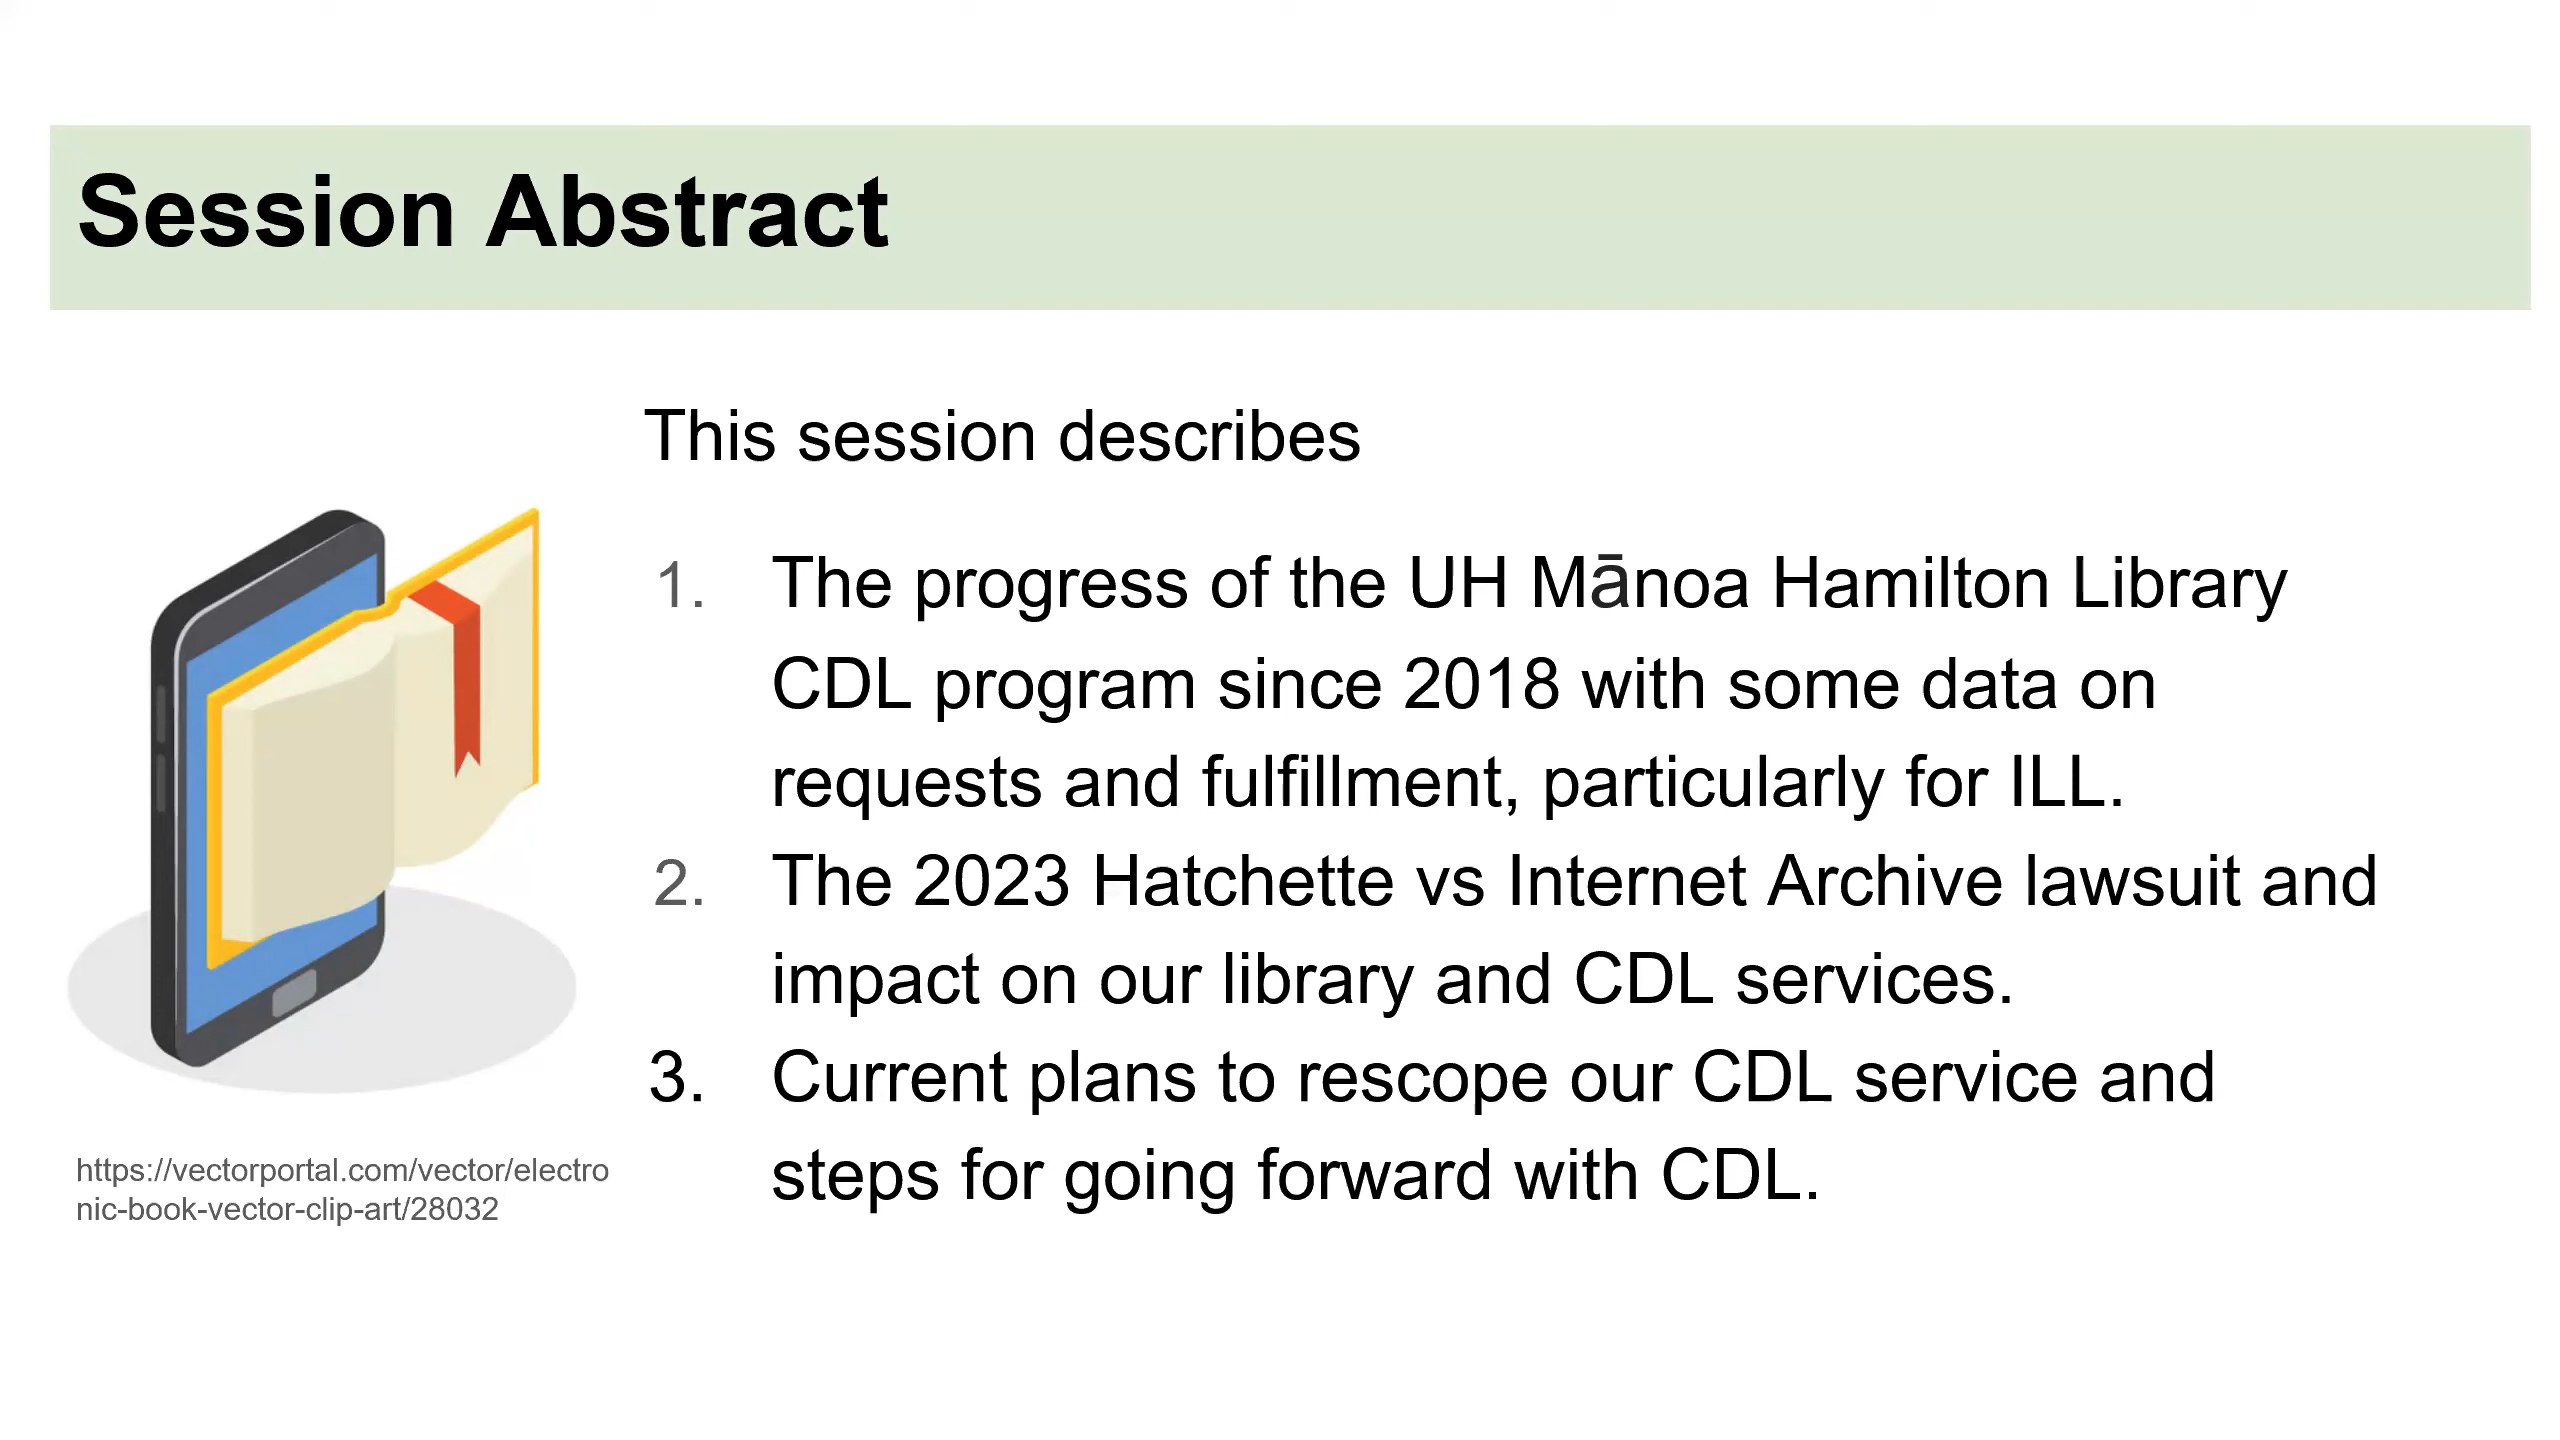 Session Abstract
This session describes
1. The progress of the UH Mānoa Hamilton Library
CDL program since 2018 with some data on
requests and fulfillment, particularly for ILL.
2. The 2023 Hatchette vs Internet Archive lawsuit and
impact on our library and CDL services.
3. Current plans to rescope our CDL service and
steps for going forward with CDL.
https://vectorportal.com/vector/electro
nic-book-vector-clip-art/28032